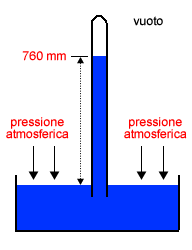 vuoto
760 mm
pressione
atmosferica
pressione
atmosferica